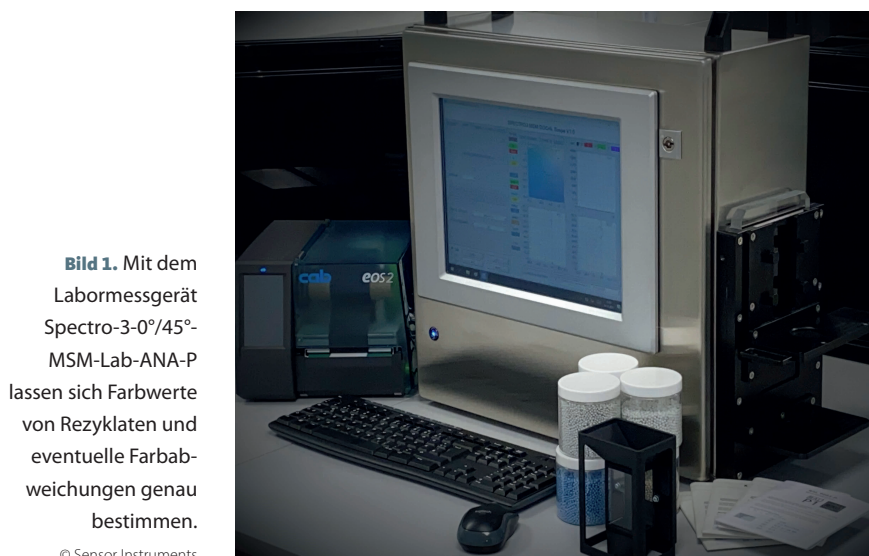 Bild 1. Mit dem
Labormessgerät
Spectro-3-0°/45°-
MSM-Lab-ANA-P
lassen sich Farbwerte
von Rezyklaten und
eventuelle Farbab-
weichungen genau
bestimmen.
© Sensor Instruments
cab
eos2